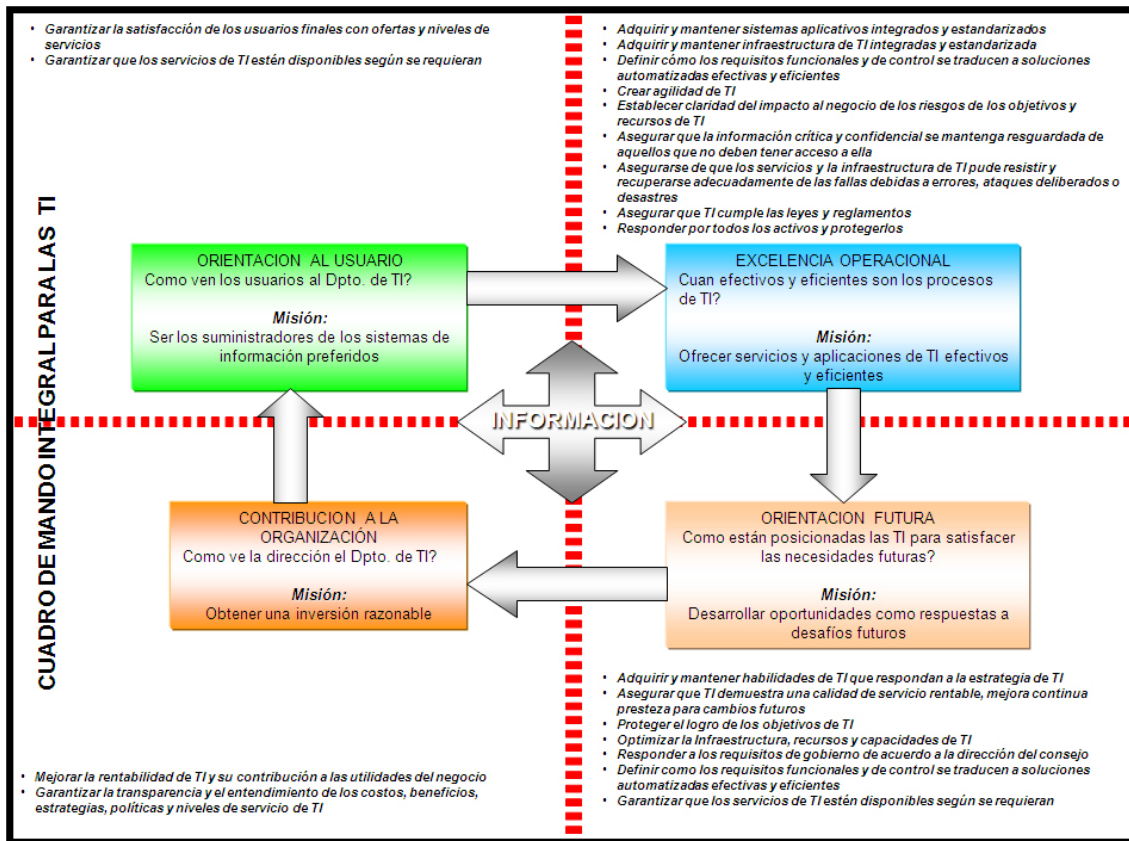 CUADRO DE MANDO INTEGRAL PARA LAS TI
• Garantizar la satisfacción de los usuarios finales con ofertas y niveles de
servicios
• Garantizar que los servicios de TI estén disponibles según se requieran
• Adquirir y mantener sistemas aplicativos integrados y estandarizados
• Adquirir y mantener infraestructura de TI integradas y estandarizada
• Definir cómo los requisitos funcionales y de control se traducen a soluciones
automatizadas efectivas y eficientes
• Crear agilidad de TI
• Establecer claridad del impacto al negocio de los riesgos de los objetivos y
recursos de TI
• Asegurar que la información crítica y confidencial se mantenga resguardada de
aquellos que no deben tener acceso a ella
• Asegurarse de que los servicios y la infraestructura de TI pude resistir y
recuperarse adecuadamente de las fallas debidas a errores, ataques deliberados o
desastres
• Asegurar que TI cumple las leyes y reglamentos
• Responder por todos los activos y protegerlos
ORIENTACION AL USUARIO
Como ven los usuarios al Dpto. de TI?
Misión:
Ser los suministradores de los sistemas de
información preferidos
EXCELENCIA OPERACIONAL
Cuan efectivos y eficientes son los procesos
de TI?
Misión:
Ofrecer servicios y aplicaciones de TI efectivos
y eficientes
INFORMACION
CONTRIBUCION A LA
ORGANIZACIÓN
Como ve la dirección el Dpto. de TI?
Misión:
Obtener una inversión razonable
ORIENTACION FUTURA
Como están posicionadas las TI para satisfacer
las necesidades futuras?
Misión:
Desarrollar oportunidades como respuestas a
desafíos futuros
• Mejorar la rentabilidad de TI y su contribución a las utilidades del negocio
• Garantizar la transparencia y el entendimiento de los costos, beneficios,
estrategias, políticas y niveles de servicio de TI
• Adquirir y mantener habilidades de TI que respondan a la estrategia de TI
• Asegurar que TI demuestra una calidad de servicio rentable, mejora continua
presteza para cambios futuros
• Proteger el logro de los objetivos de TI
• Optimizar la Infraestructura, recursos y capacidades de TI
• Responder a los requisitos de gobierno de acuerdo a la dirección del consejo
• Definir como los requisitos funcionales y de control se traducen a soluciones
automatizadas efectivas y eficientes
• Garantizar que los servicios de TI estén disponibles según se requieran